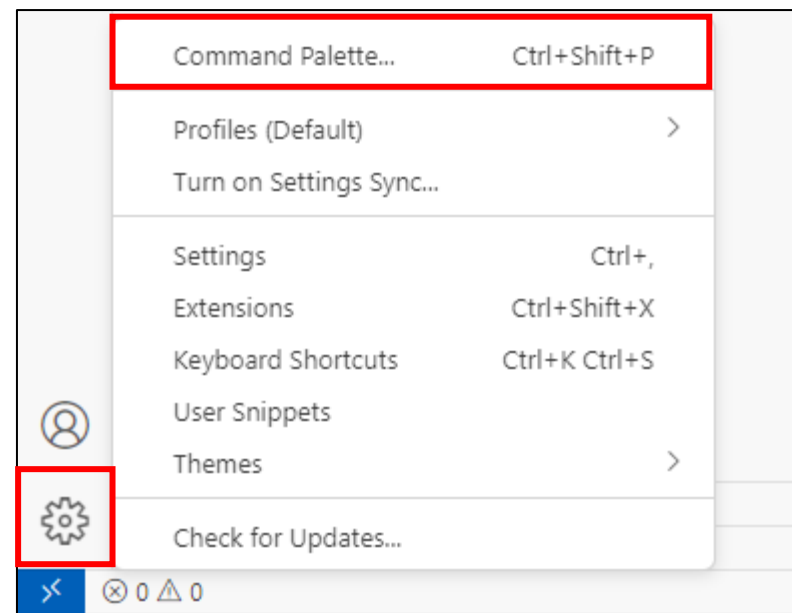 Command Palette... Ctrl+Shift+P
Profiles (Default)
Turn on Settings Sync...
Settings Ctrl+,
Extensions Ctrl+Shift+X
Keyboard Shortcuts Ctrl+K Ctrl+S
User Snippets
Themes
Check for Updates...
0 0